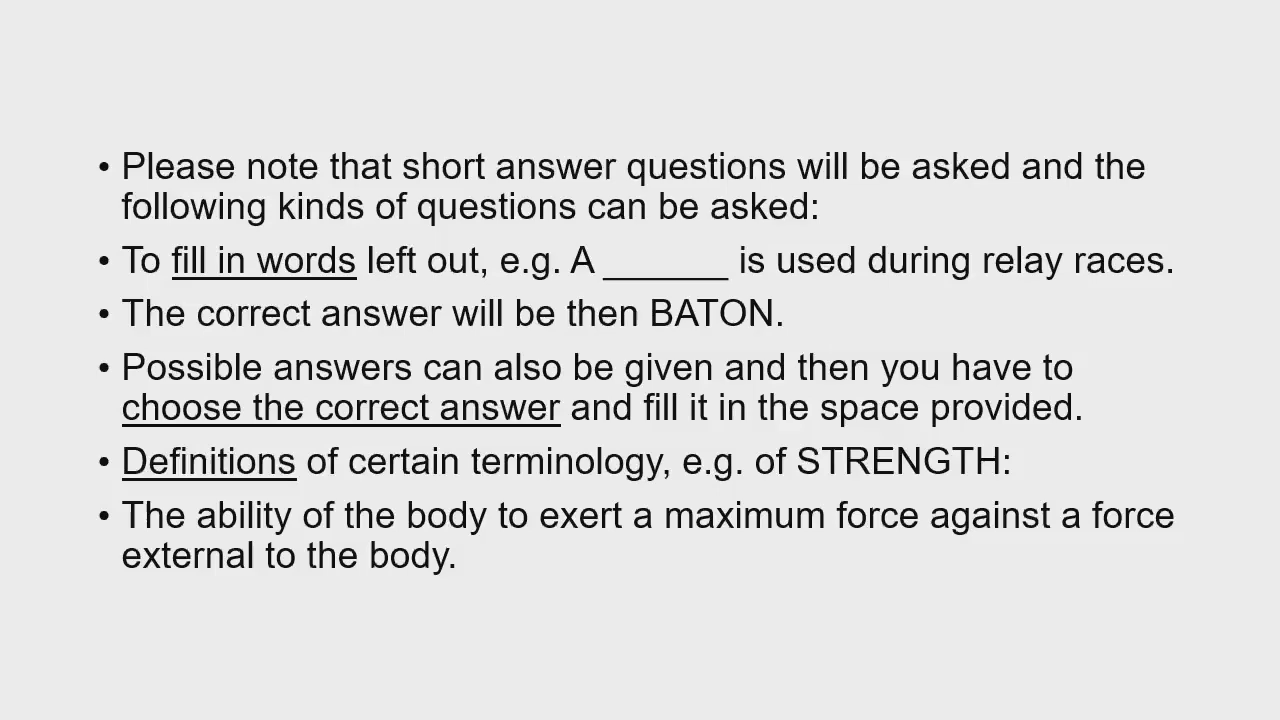 • Please note that short answer questions will be asked and the
following kinds of questions can be asked:
• To fill in words left out, e.g. A ______ is used during relay races.
• The correct answer will be then BATON.
• Possible answers can also be given and then you have to
choose the correct answer and fill it in the space provided.
• Definitions of certain terminology, e.g. of STRENGTH:
• The ability of the body to exert a maximum force against a force
external to the body.